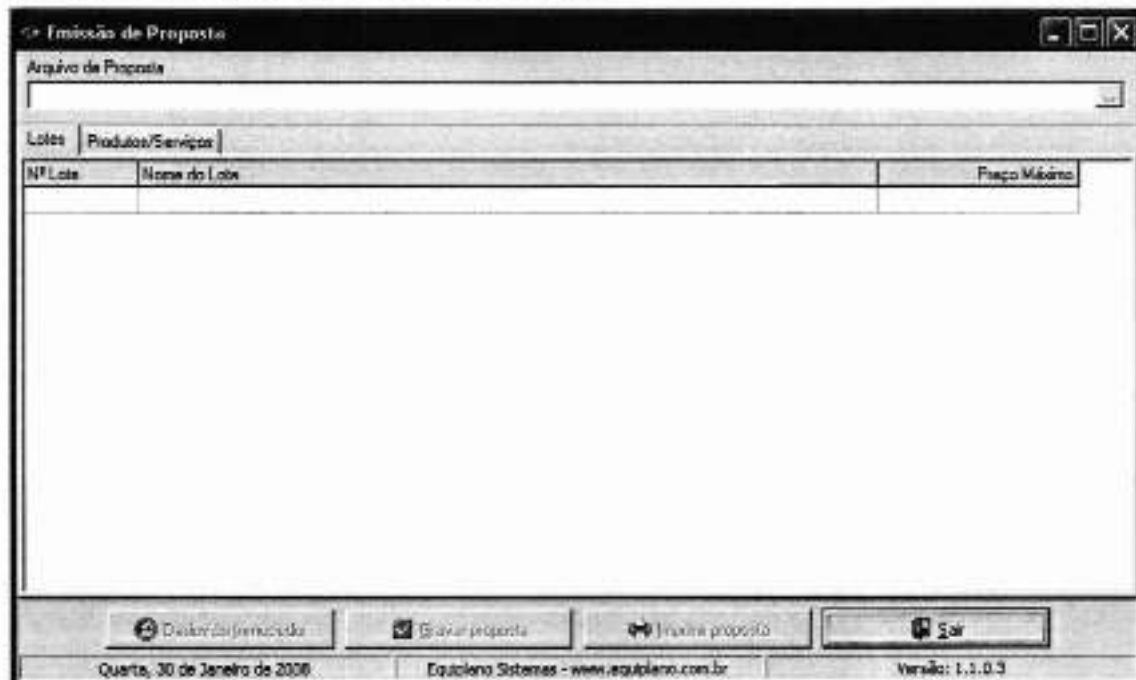 Emissão de Proposta
Arquivo de Proposta
...
Lotes Produtos/Serviços
Nº Lote Nome do Lote Preço Máximo
Gravar proposta Imprimir proposta Sair
Quarta, 30 de Janeiro de 2008 Equiplano Sistemas - www.equiplano.com.br Versão: 1.1.0.3